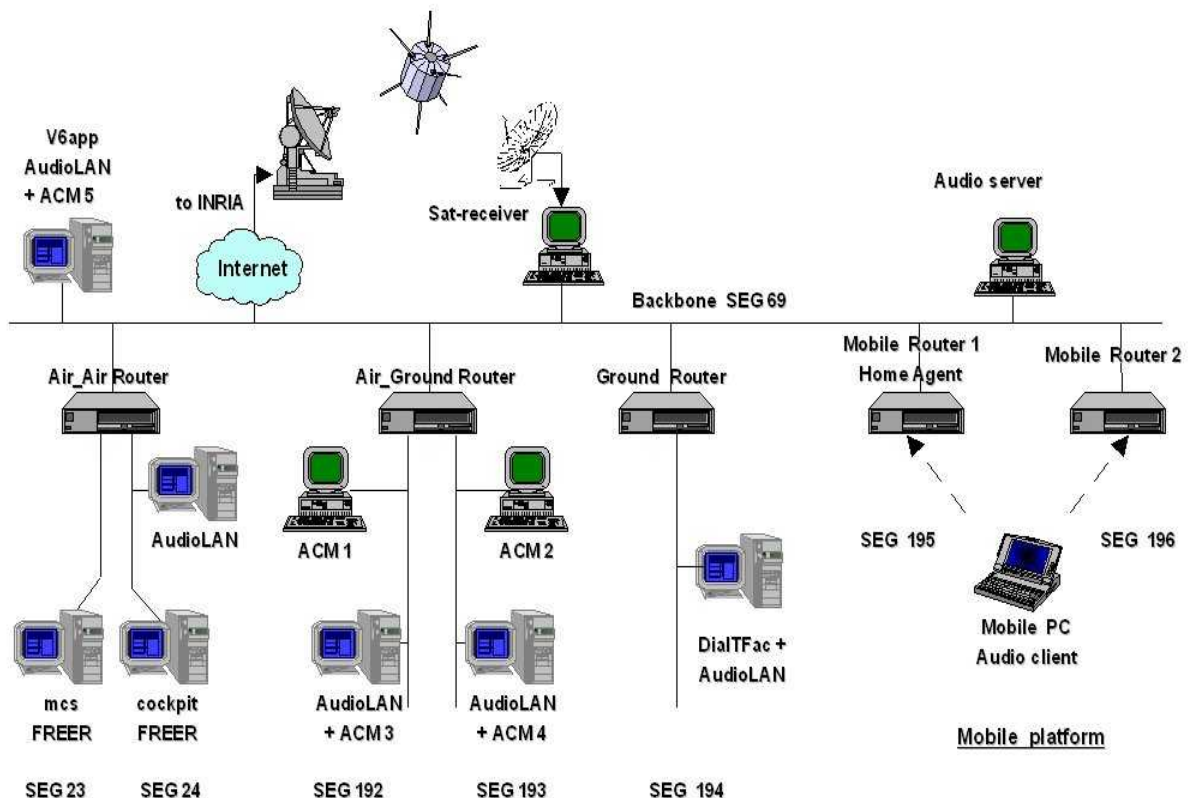 V6app
AudioLAN
+ ACM 5
to INRIA
Internet
Sat-receiver
Audio server
Backbone SEG 69
Air_Air Router
Air_Ground Router
Ground Router
Mobile Router 1
Home Agent
Mobile Router 2
AudioLAN
ACM 1
ACM 2
SEG 195
SEG 196
mcs
FREER
cockpit
FREER
AudioLAN
+ ACM 3
AudioLAN
+ ACM 4
DialTFac +
AudioLAN
Mobile PC
Audio client
Mobile platform
SEG 23
SEG 24
SEG 192
SEG 193
SEG 194